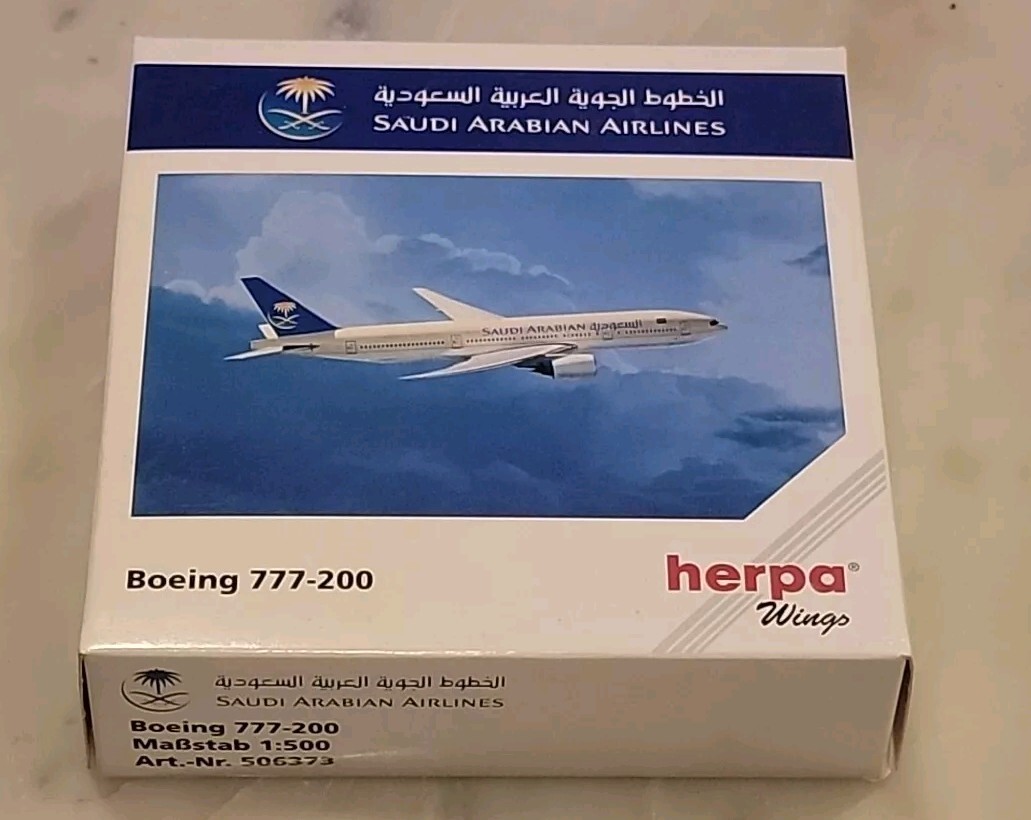 الخطوط الجوية العربية السعودية
SAUDI ARABIAN AIRLINES
SAUDI ARABIAN السعودية
Boeing 777-200
herpa®
Wings
الخطوط الجوية العربية السعودية
SAUDI ARABIAN AIRLINES
Boeing 777-200
Maßstab 1:500
Art.-Nr. 506373